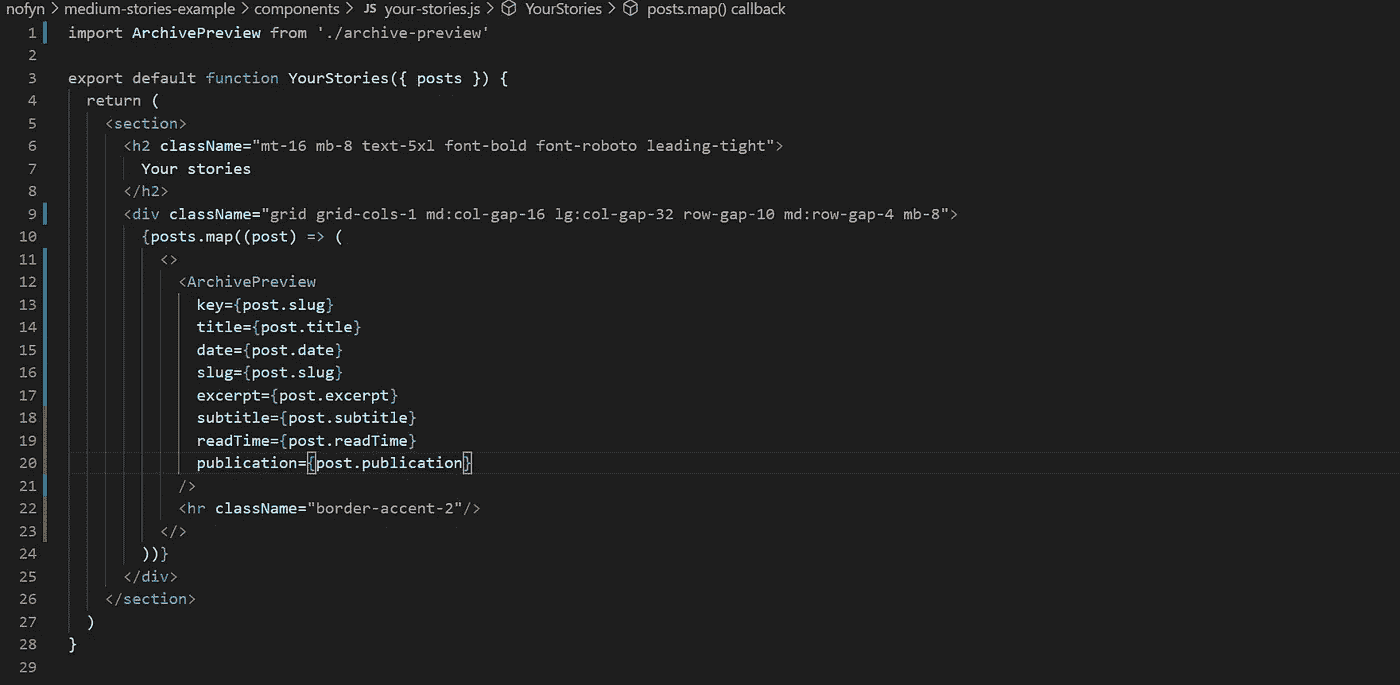 nofyn > medium-stories-example > components > JS your-stories.js > YourStories > posts.map() callback
1 import ArchivePreview from './archive-preview'
2
3 export default function YourStories({ posts }) {
4   return (
5     <section>
6       <h2 className="mt-16 mb-8 text-5xl font-bold font-roboto leading-tight">
7         Your stories
8       </h2>
9       <div className="grid grid-cols-1 md:col-gap-16 lg:col-gap-32 row-gap-10 md:row-gap-4 mb-8">
10         {posts.map((post) => (
11           <>
12             <ArchivePreview
13               key={post.slug}
14               title={post.title}
15               date={post.date}
16               slug={post.slug}
17               excerpt={post.excerpt}
18               subtitle={post.subtitle}
19               readTime={post.readTime}
20               publication={post.publication}
21             />
22             <hr className="border-accent-2"/>
23           </>
24         ))}
25       </div>
26     </section>
27   )
28 }
29